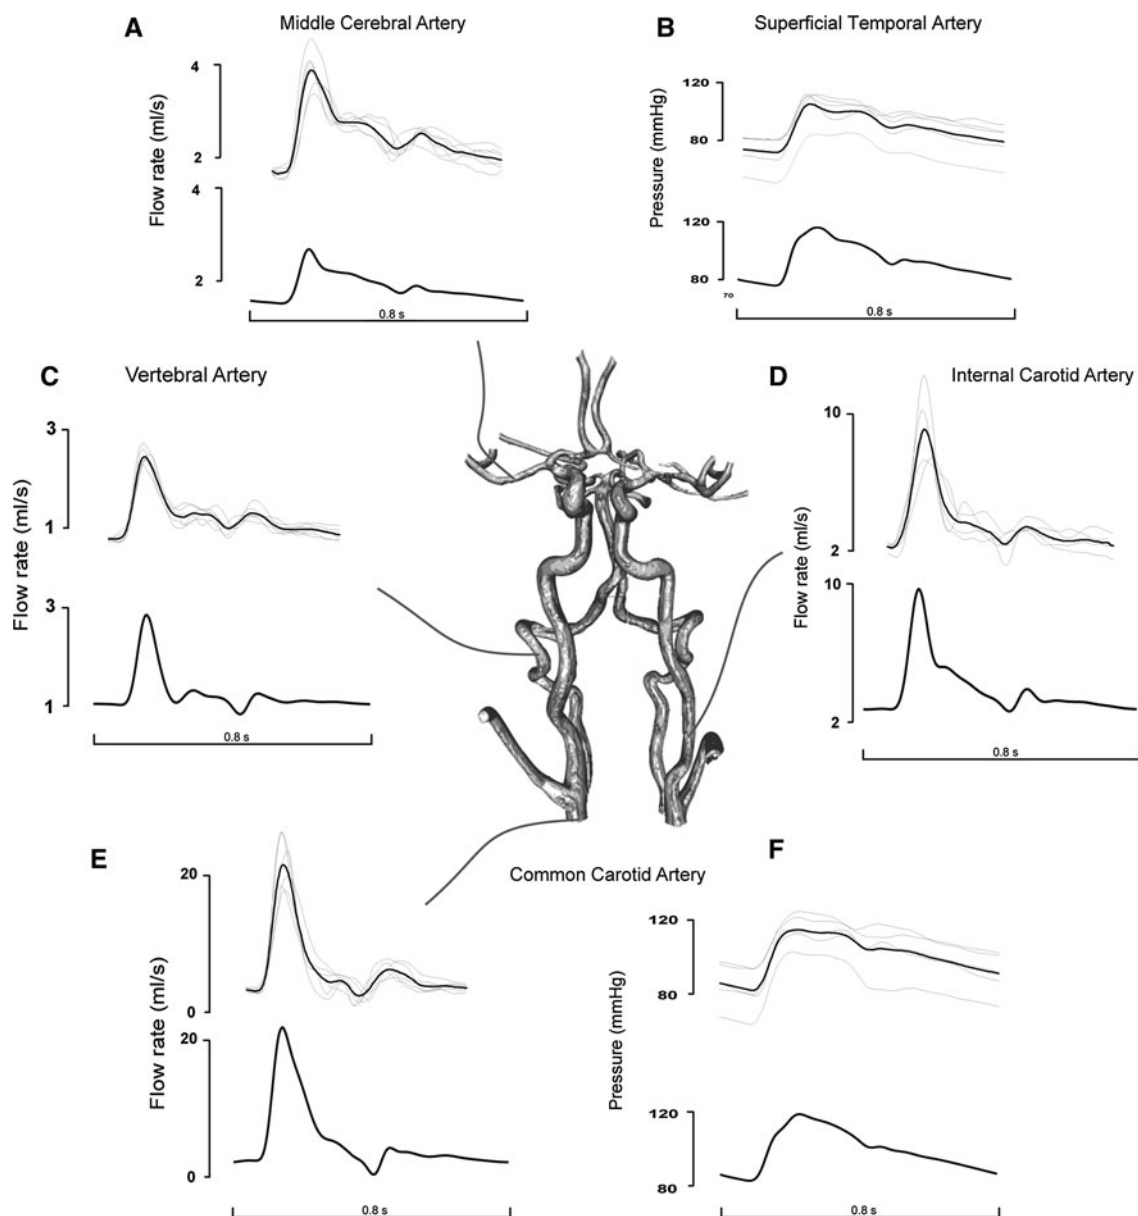 A Middle Cerebral Artery
Flow rate (ml/s)
4
2
4
2
0.8 s
B Superficial Temporal Artery
Pressure (mmHg)
120
80
120
80
70
0.8 s
C Vertebral Artery
Flow rate (ml/s)
3
1
3
1
0.8 s
D Internal Carotid Artery
Flow rate (ml/s)
10
2
10
2
0.8 s
E Common Carotid Artery F
Flow rate (ml/s)
20
0
20
0
0.8 s
Pressure (mmHg)
120
80
120
80
0.8 s